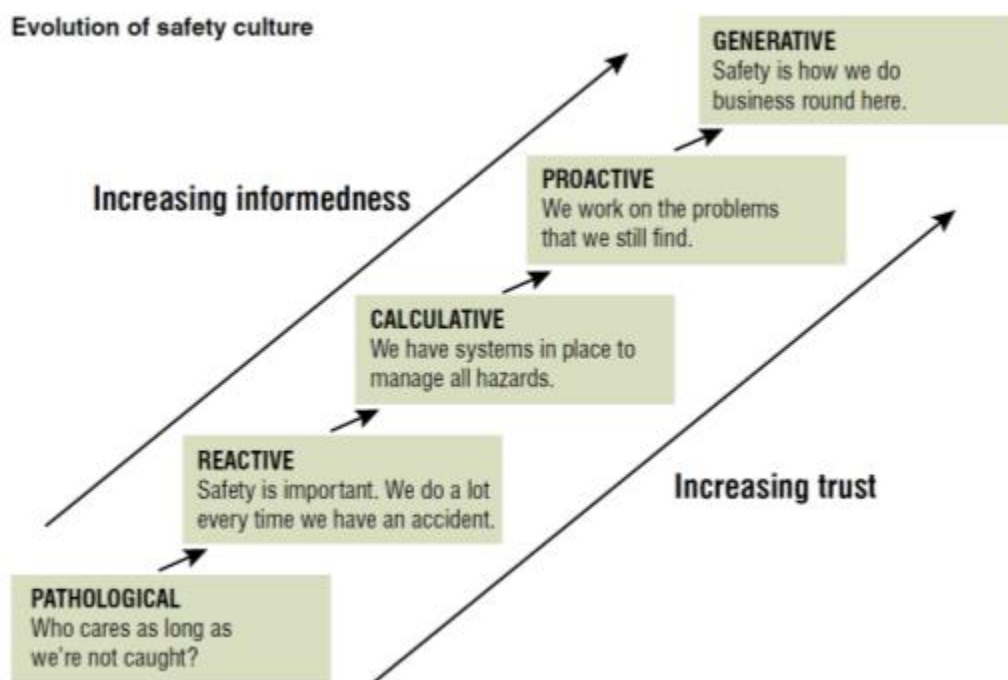 Evolution of safety culture
GENERATIVE
Safety is how we do
business round here.
Increasing informedness
PROACTIVE
We work on the problems
that we still find.
CALCULATIVE
We have systems in place to
manage all hazards.
REACTIVE
Safety is important. We do a lot
every time we have an accident.
Increasing trust
PATHOLOGICAL
Who cares as long as
we're not caught?